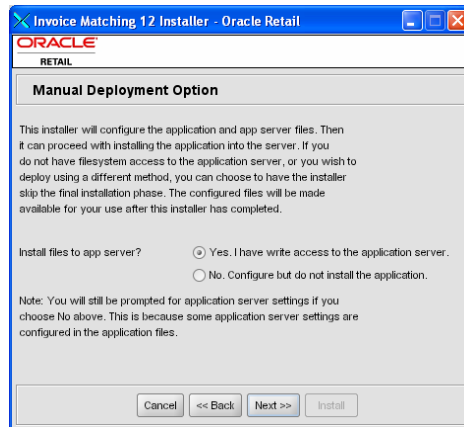 Invoice Matching 12 Installer - Oracle Retail
ORACLE
RETAIL
Manual Deployment Option
This installer will configure the application and app server files. Then
it can proceed with installing the application into the server. If you
do not have filesystem access to the application server, or you wish to
deploy using a different method, you can choose to have the installer
skip the final installation phase. The configured files will be made
available for your use after this installer has completed.
Install files to app server? Yes. I have write access to the application server.
No. Configure but do not install the application.
Note: You will still be prompted for application server settings if you
choose No above. This is because some application server settings are
configured in the application files.
Cancel << Back Next >> Install